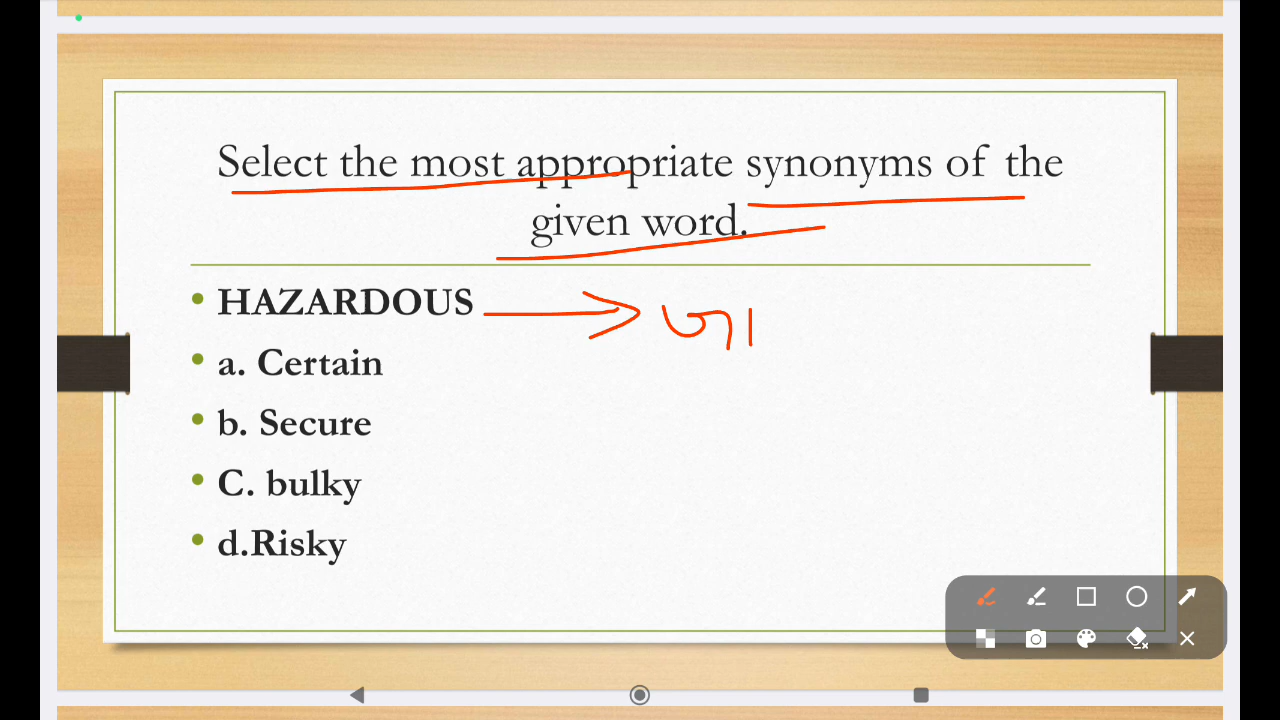 Select the most appropriate synonyms of the
given word.
HAZARDOUS
a. Certain
b. Secure
C. bulky
d.Risky